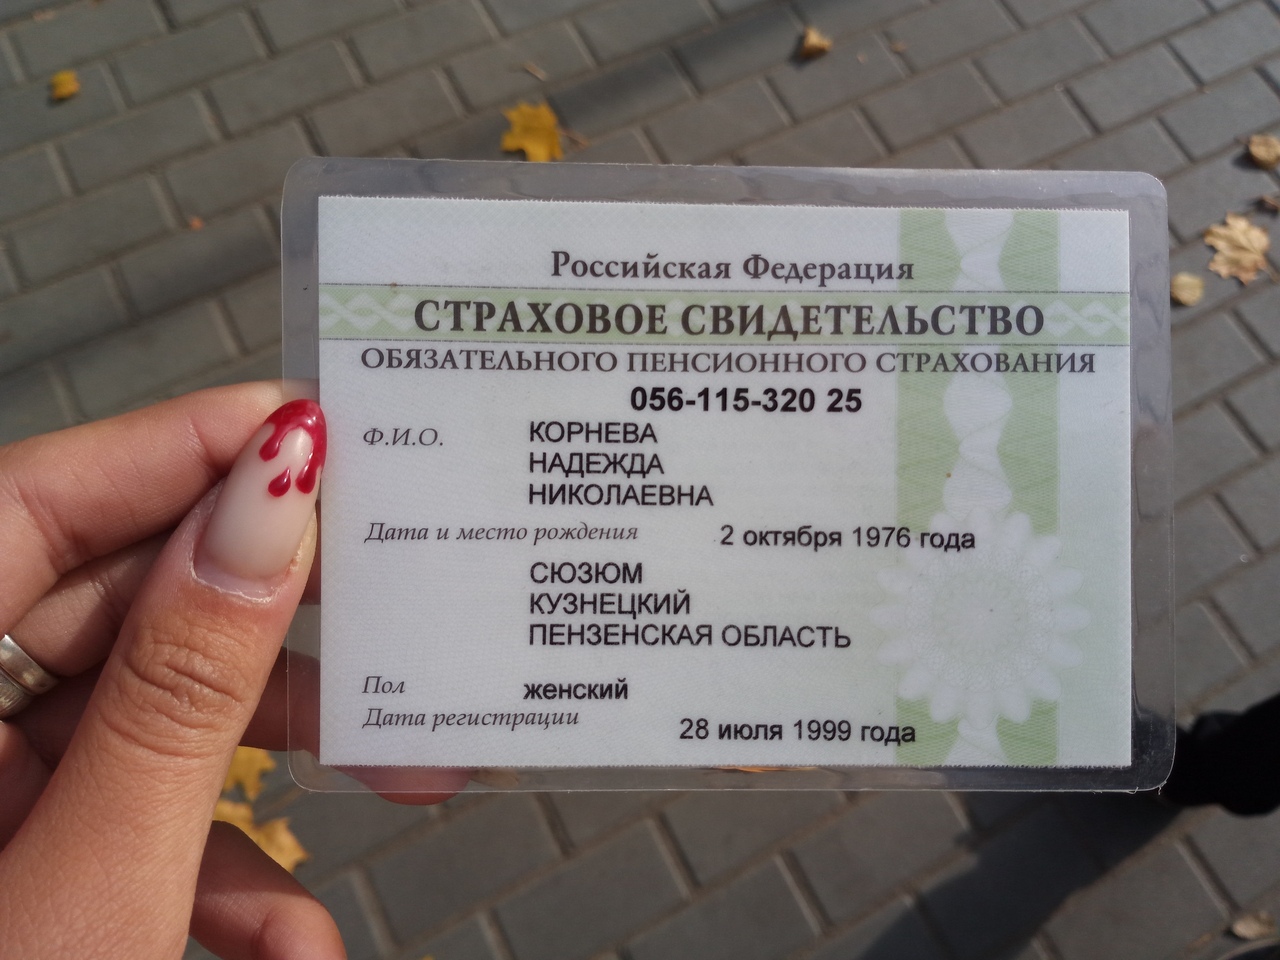 Российская Федерация
СТРАХОВОЕ СВИДЕТЕЛЬСТВО
ОБЯЗАТЕЛЬНОГО ПЕНСИОННОГО СТРАХОВАНИЯ
056-115-320 25
Ф.И.О. КОРНЕВА
НАДЕЖДА
НИКОЛАЕВНА
Дата и место рождения 2 октября 1976 года
СЮЗЮМ
КУЗНЕЦКИЙ
ПЕНЗЕНСКАЯ ОБЛАСТЬ
Пол женский
Дата регистрации 28 июля 1999 года